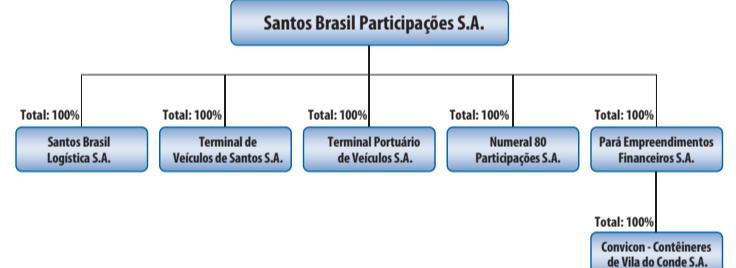 Santos Brasil Participações S.A.
Total: 100%
Total: 100%
Total: 100%
Total: 100%
Total: 100%
Santos Brasil
Logística S.A.
Terminal de
Veículos de Santos S.A.
Terminal Portuário
de Veículos S.A.
Numeral 80
Participações S.A.
Pará Empreendimentos
Financeiros S.A.
Total: 100%
Convicon - Contêineres
de Vila do Conde S.A.